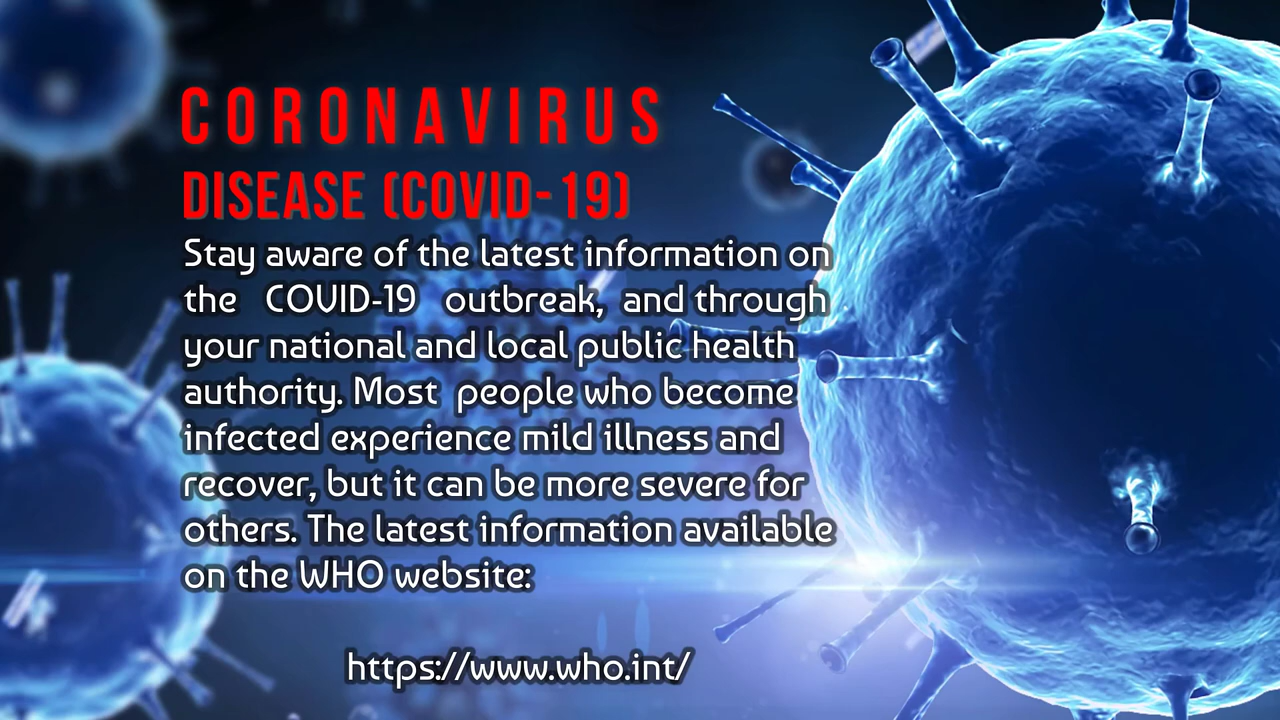 CORONAVIRUS
DISEASE (COVID-19)
Stay aware of the latest information on
the COVID-19 outbreak, and through
your national and local public health
authority. Most people who become
infected experience mild illness and
recover, but it can be more severe for
others. The latest information available
on the WHO website:
https://www.who.int/